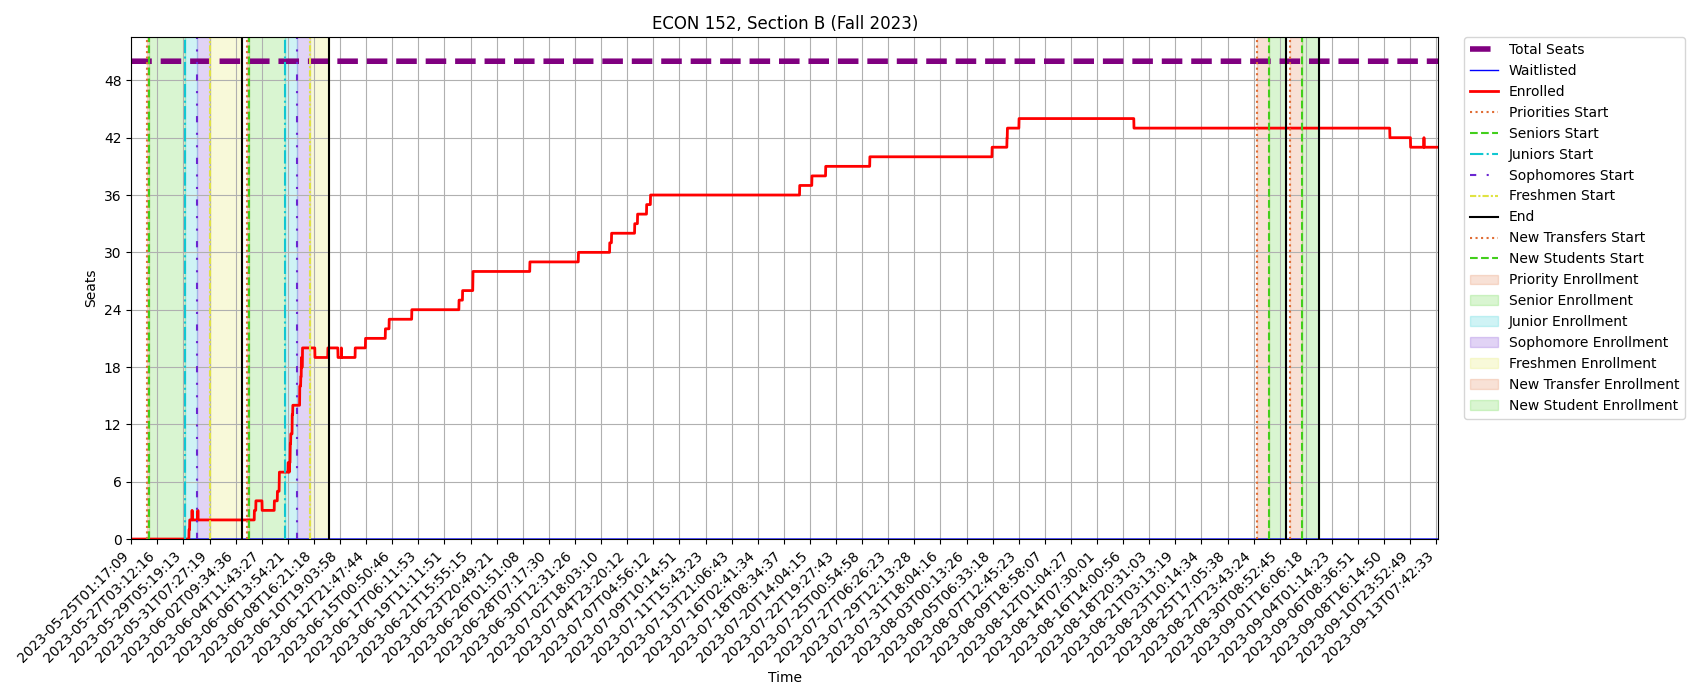 ECON 152, Section B (Fall 2023)
Total Seats
Waitlisted
Enrolled
Priorities Start
Seniors Start
Juniors Start
Sophomores Start
Freshmen Start
End
New Transfers Start
New Students Start
Priority Enrollment
Senior Enrollment
Junior Enrollment
Sophomore Enrollment
Freshmen Enrollment
New Transfer Enrollment
New Student Enrollment
Seats
48
42
36
30
24
18
12
6
0
2023-05-25T01:17:09
2023-05-27T03:12:16
2023-05-29T05:19:13
2023-05-31T07:27:19
2023-06-02T09:34:36
2023-06-04T11:43:27
2023-06-06T13:54:21
2023-06-08T16:21:18
2023-06-10T19:03:58
2023-06-12T21:47:44
2023-06-15T00:50:46
2023-06-17T06:11:53
2023-06-19T11:11:51
2023-06-21T15:55:15
2023-06-23T20:49:21
2023-06-26T01:51:08
2023-06-28T07:17:30
2023-06-30T12:31:26
2023-07-02T18:03:10
2023-07-04T23:20:12
2023-07-07T04:56:12
2023-07-09T10:14:51
2023-07-11T15:43:23
2023-07-13T21:06:43
2023-07-16T02:41:34
2023-07-18T08:34:37
2023-07-20T14:04:15
2023-07-22T19:27:43
2023-07-25T00:54:58
2023-07-27T06:26:23
2023-07-29T12:13:28
2023-07-31T18:04:16
2023-08-03T00:13:26
2023-08-05T06:33:18
2023-08-07T12:45:23
2023-08-09T18:58:07
2023-08-12T01:04:27
2023-08-14T07:30:01
2023-08-16T14:00:56
2023-08-18T20:31:03
2023-08-21T03:13:19
2023-08-23T10:14:34
2023-08-25T17:05:38
2023-08-27T23:43:24
2023-08-30T08:52:45
2023-09-01T16:06:18
2023-09-04T01:14:23
2023-09-06T08:36:51
2023-09-08T16:14:50
2023-09-10T23:52:49
2023-09-13T07:42:33
Time